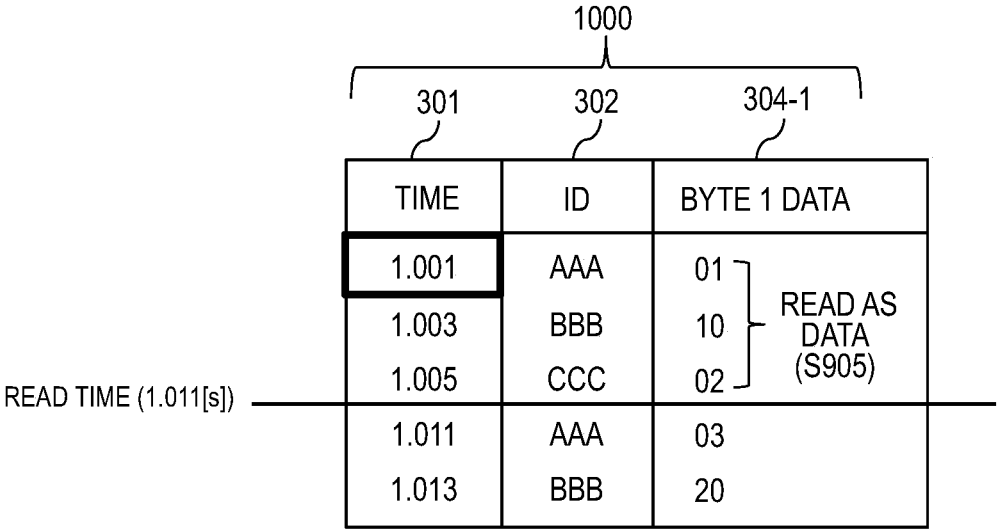 1000
301 302 304-1
TIME ID BYTE 1 DATA
1.001 AAA 01
1.003 BBB 10
1.005 CCC 02
READ AS
DATA
(S905)
READ TIME (1.011[s])
1.011 AAA 03
1.013 BBB 20